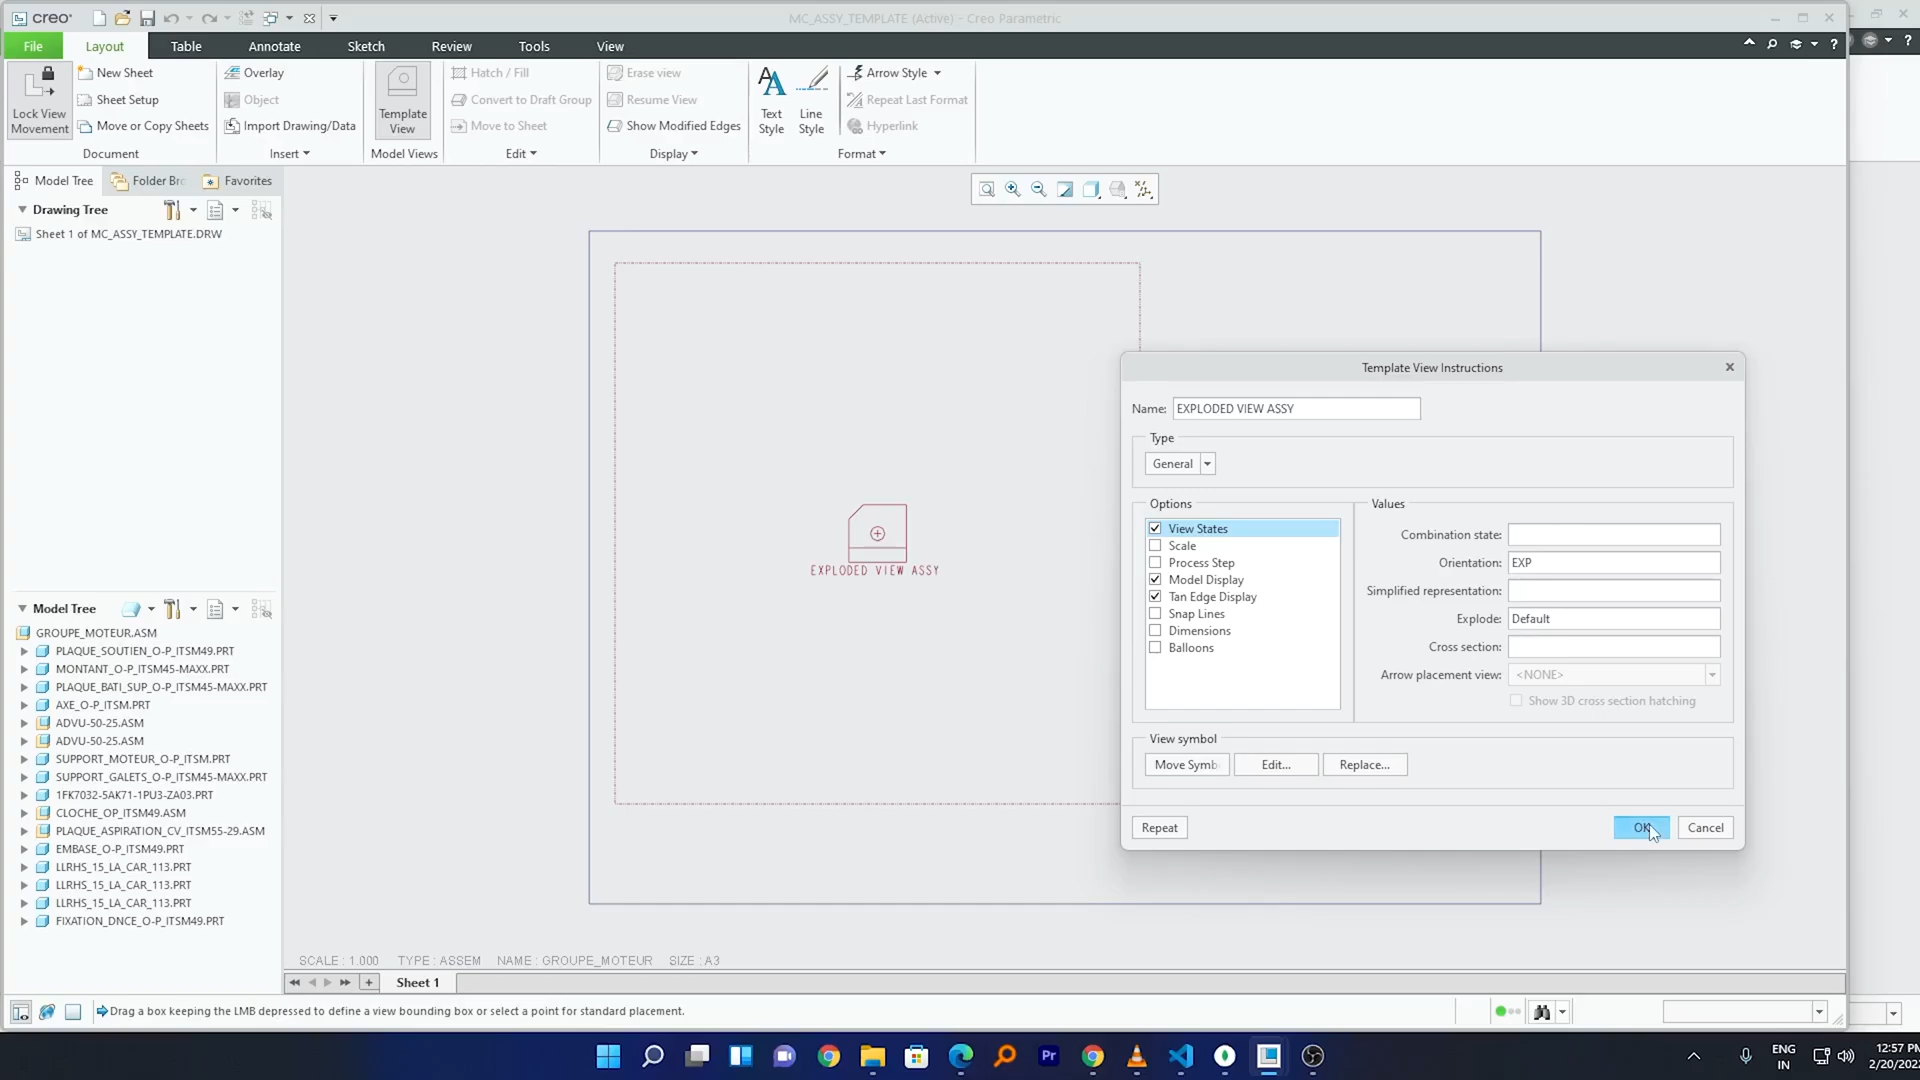 creo
MC_ASSY_TEMPLATE (Active) - Creo Parametric
File
Layout
Table
Annotate
Sketch
Review
Tools
View
Lock View Movement
New Sheet
Sheet Setup
Move or Copy Sheets
Document
Overlay
Object
Import Drawing/Data
Insert
Template View
Model Views
Hatch / Fill
Convert to Draft Group
Move to Sheet
Edit
Erase view
Resume View
Show Modified Edges
Display
Text Style
Line Style
Arrow Style
Repeat Last Format
Hyperlink
Format
Model Tree
Folder Bro
Favorites
Drawing Tree
Sheet 1 of MC_ASSY_TEMPLATE.DRW
Model Tree
GROUPE_MOTEUR.ASM
PLAQUE_SOUTIEN_O-P_ITSM49.PRT
MONTANT_O-P_ITSM45-MAXX.PRT
PLAQUE_BATI_SUP_O-P_ITSM45-MAXX.PRT
AXE_O-P_ITSM.PRT
ADVU-50-25.ASM
ADVU-50-25.ASM
SUPPORT_MOTEUR_O-P_ITSM.PRT
SUPPORT_GALETS_O-P_ITSM45-MAXX.PRT
1FK7032-5AK71-1PU3-ZA03.PRT
CLOCHE_OP_ITSM49.ASM
PLAQUE_ASPIRATION_CV_ITSM55-29.ASM
EMBASE_O-P_ITSM49.PRT
LLRHS_15_LA_CAR_113.PRT
LLRHS_15_LA_CAR_113.PRT
LLRHS_15_LA_CAR_113.PRT
FIXATION_DNCE_O-P_ITSM49.PRT
EXPLODED VIEW ASSY
Template View Instructions
Name: EXPLODED VIEW ASSY
Type
General
Options
View States
Scale
Process Step
Model Display
Tan Edge Display
Snap Lines
Dimensions
Balloons
Values
Combination state:
Orientation: EXP
Simplified representation:
Explode: Default
Cross section:
Arrow placement view: <NONE>
Show 3D cross section hatching
View symbol
Move Symb
Edit...
Replace...
Repeat
OK
Cancel
SCALE : 1.000 TYPE : ASSEM NAME : GROUPE_MOTEUR SIZE : A3
Sheet 1
Drag a box keeping the LMB depressed to define a view bounding box or select a point for standard placement.
Pr
ENG
IN
12:57 PM
2/20/202